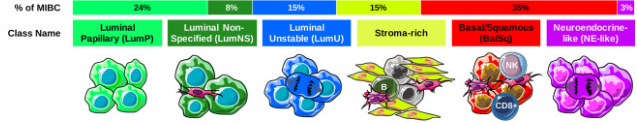 % of MIBC 24% 8% 15% 15% 35% 3%
Class Name
Luminal
Papillary (LumP)
Luminal Non-
Specified (LumNS)
Luminal
Unstable (LumU)
Stroma-rich
Basal/Squamous
(Ba/Sq)
Neuroendocrine-
like (NE-like)
B
NK
CD8+